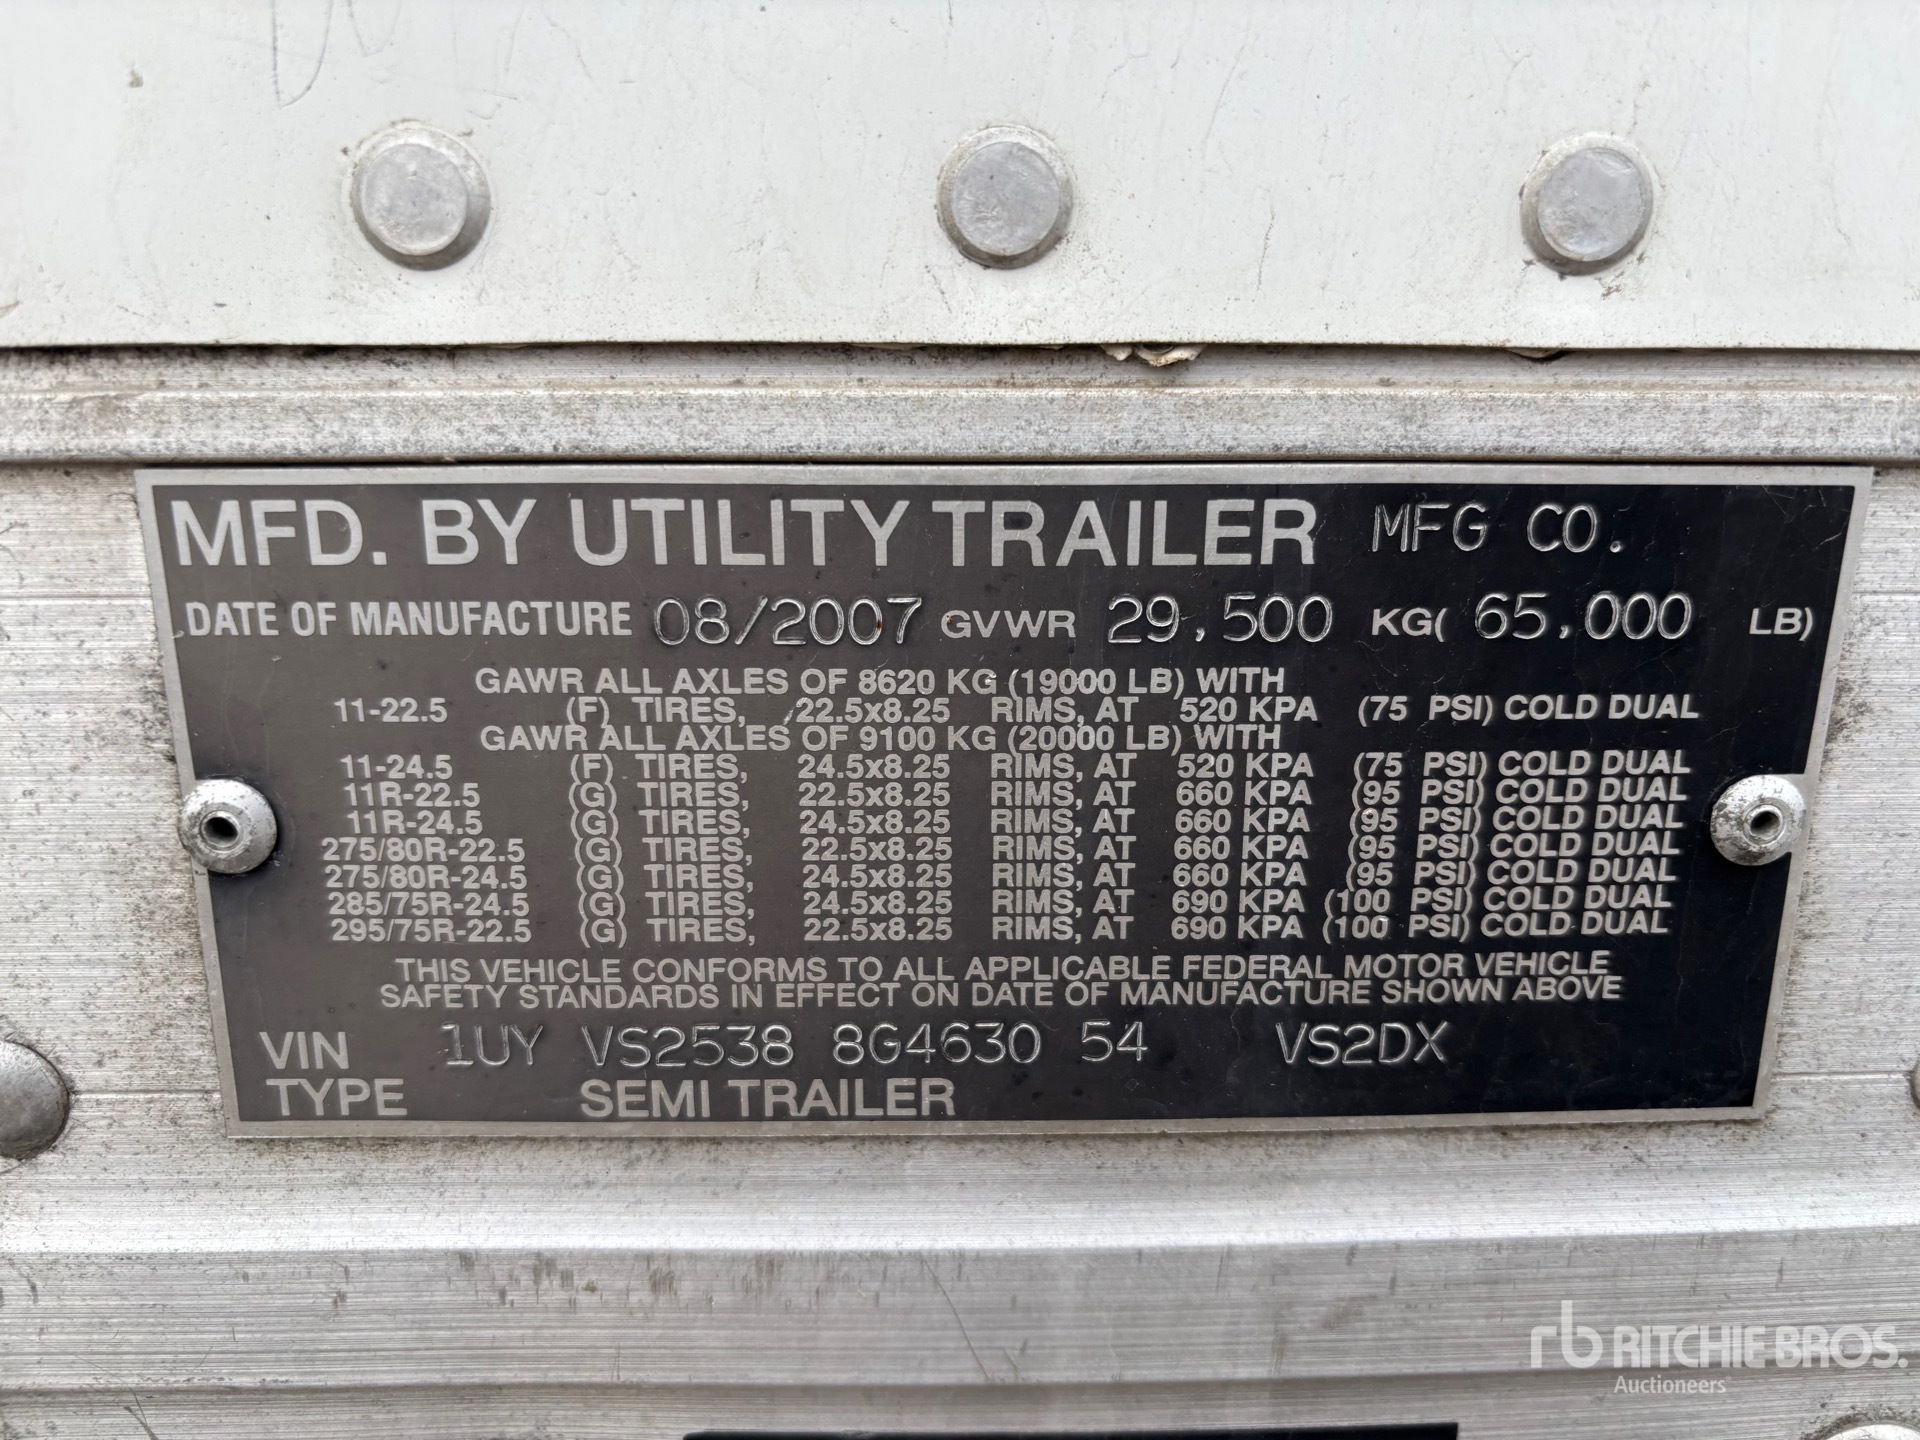 MFD. BY UTILITY TRAILER MFG CO.
DATE OF MANUFACTURE 08/2007 GVWR 29,500 KG( 65,000 LB)
GAWR ALL AXLES OF 8620 KG (19000 LB) WITH
11-22.5 (F) TIRES, 22.5x8.25 RIMS, AT 520 KPA (75 PSI) COLD DUAL
GAWR ALL AXLES OF 9100 KG (20000 LB) WITH
11-24.5 (F) TIRES, 24.5x8.25 RIMS, AT 520 KPA (75 PSI) COLD DUAL
11R-22.5 (G) TIRES, 22.5x8.25 RIMS, AT 660 KPA (95 PSI) COLD DUAL
11R-24.5 (G) TIRES, 24.5x8.25 RIMS, AT 660 KPA (95 PSI) COLD DUAL
275/80R-22.5 (G) TIRES, 22.5x8.25 RIMS, AT 660 KPA (95 PSI) COLD DUAL
275/80R-24.5 (G) TIRES, 24.5x8.25 RIMS, AT 660 KPA (95 PSI) COLD DUAL
285/75R-24.5 (G) TIRES, 24.5x8.25 RIMS, AT 690 KPA (100 PSI) COLD DUAL
295/75R-22.5 (G) TIRES, 22.5x8.25 RIMS, AT 690 KPA (100 PSI) COLD DUAL
THIS VEHICLE CONFORMS TO ALL APPLICABLE FEDERAL MOTOR VEHICLE
SAFETY STANDARDS IN EFFECT ON DATE OF MANUFACTURE SHOWN ABOVE
VIN 1UY VS2538 8G4630 54 VS2DX
TYPE SEMI TRAILER
rb RITCHIE BROS.
Auctioneers